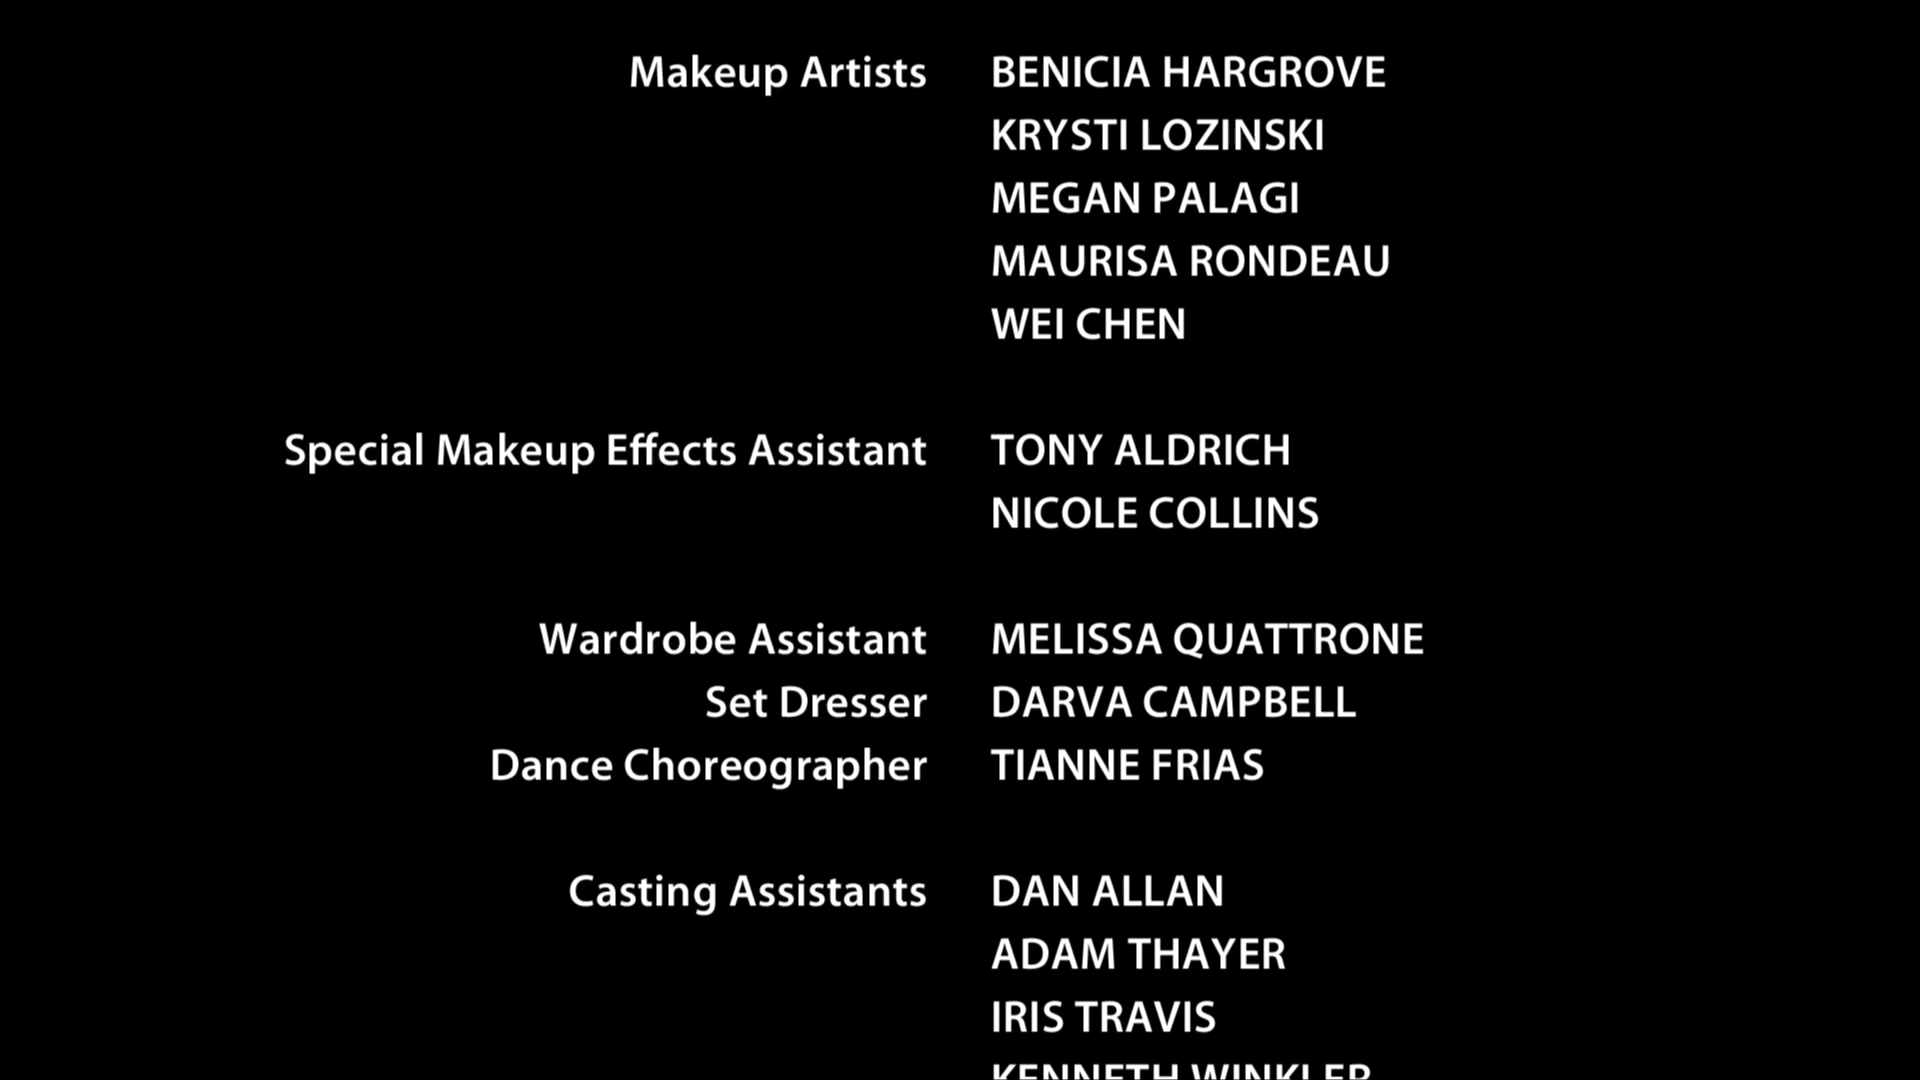 Makeup Artists BENICIA HARGROVE
KRYSTI LOZINSKI
MEGAN PALAGI
MAURISA RONDEAU
WEI CHEN
Special Makeup Effects Assistant TONY ALDRICH
NICOLE COLLINS
Wardrobe Assistant MELISSA QUATTRONE
Set Dresser DARVA CAMPBELL
Dance Choreographer TIANNE FRIAS
Casting Assistants DAN ALLAN
ADAM THAYER
IRIS TRAVIS
KENNETH WINKLER